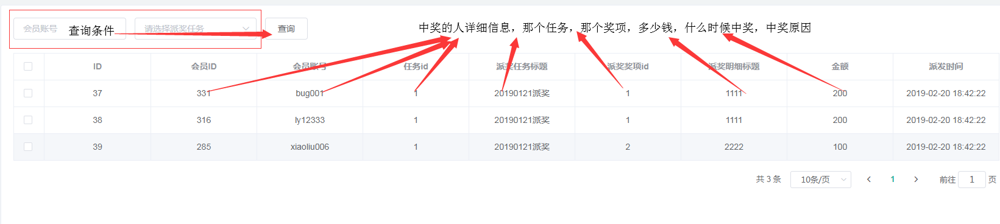 会员账号 查询条件 请选择派奖任务 查询 中奖的人详细信息，那个任务，那个奖项，多少钱，什么时候中奖，中奖原因
ID 会员ID 会员账号 任务id 派奖任务标题 派奖奖项id 派奖明细标题 金额 派发时间
37 331 bug001 1 20190121派奖 1 1111 200 2019-02-20 18:42:22
38 316 ly12333 1 20190121派奖 1 1111 200 2019-02-20 18:42:22
39 285 xiaoliu006 1 20190121派奖 2 2222 100 2019-02-20 18:42:22
共 3 条 10条/页 1 前往 1 页